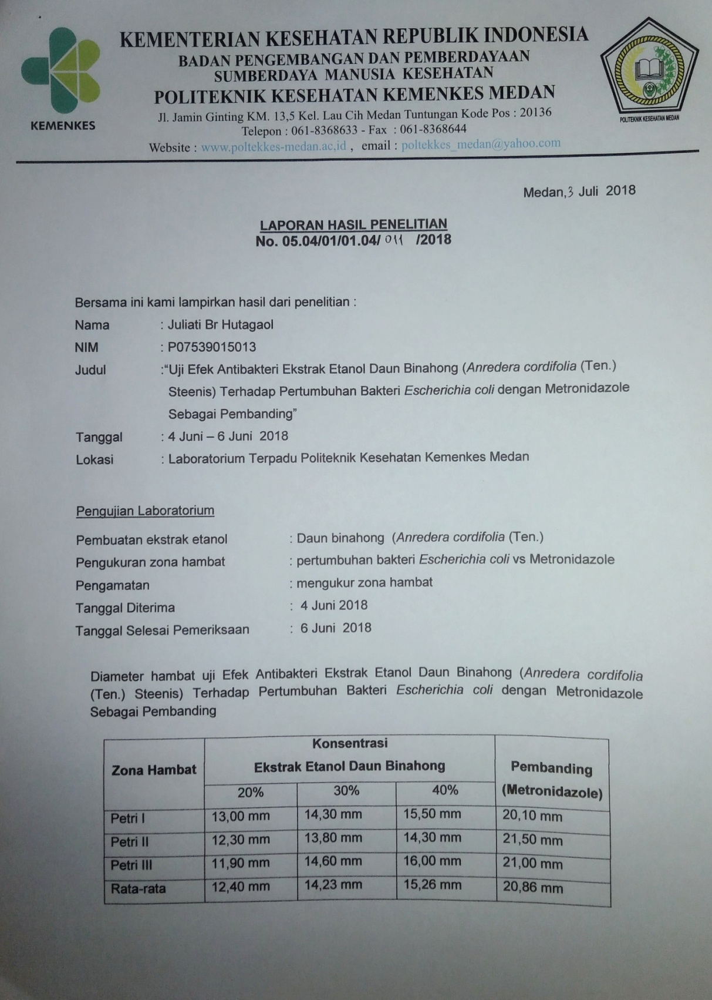 KEMENTERIAN KESEHATAN REPUBLIK INDONESIA
BADAN PENGEMBANGAN DAN PEMBERDAYAAN
SUMBERDAYA MANUSIA KESEHATAN
POLITEKNIK KESEHATAN KEMENKES MEDAN
Jl. Jamin Ginting KM. 13,5 Kel. Lau Cih Medan Tuntungan Kode Pos : 20136
Telepon : 061-8368633 - Fax : 061-8368644
Website : www.poltekkes-medan.ac,id , email : poltekkes_medan@yahoo.com
KEMENKES
POLITEKNIK KESEHATAN MEDAN
Medan,3 Juli 2018
LAPORAN HASIL PENELITIAN
No. 05.04/01/01.04/ 011 /2018
Bersama ini kami lampirkan hasil dari penelitian :
Nama : Juliati Br Hutagaol
NIM : P07539015013
Judul :“Uji Efek Antibakteri Ekstrak Etanol Daun Binahong (Anredera cordifolia (Ten.)
Steenis) Terhadap Pertumbuhan Bakteri Escherichia coli dengan Metronidazole
Sebagai Pembanding”
Tanggal : 4 Juni – 6 Juni 2018
Lokasi : Laboratorium Terpadu Politeknik Kesehatan Kemenkes Medan
Pengujian Laboratorium
Pembuatan ekstrak etanol : Daun binahong (Anredera cordifolia (Ten.)
Pengukuran zona hambat : pertumbuhan bakteri Escherichia coli vs Metronidazole
Pengamatan : mengukur zona hambat
Tanggal Diterima : 4 Juni 2018
Tanggal Selesai Pemeriksaan : 6 Juni 2018
Diameter hambat uji Efek Antibakteri Ekstrak Etanol Daun Binahong (Anredera cordifolia
(Ten.) Steenis) Terhadap Pertumbuhan Bakteri Escherichia coli dengan Metronidazole
Sebagai Pembanding
Zona Hambat Konsentrasi Ekstrak Etanol Daun Binahong Pembanding (Metronidazole)
20% 30% 40%
Petri I 13,00 mm 14,30 mm 15,50 mm 20,10 mm
Petri II 12,30 mm 13,80 mm 14,30 mm 21,50 mm
Petri III 11,90 mm 14,60 mm 16,00 mm 21,00 mm
Rata-rata 12,40 mm 14,23 mm 15,26 mm 20,86 mm